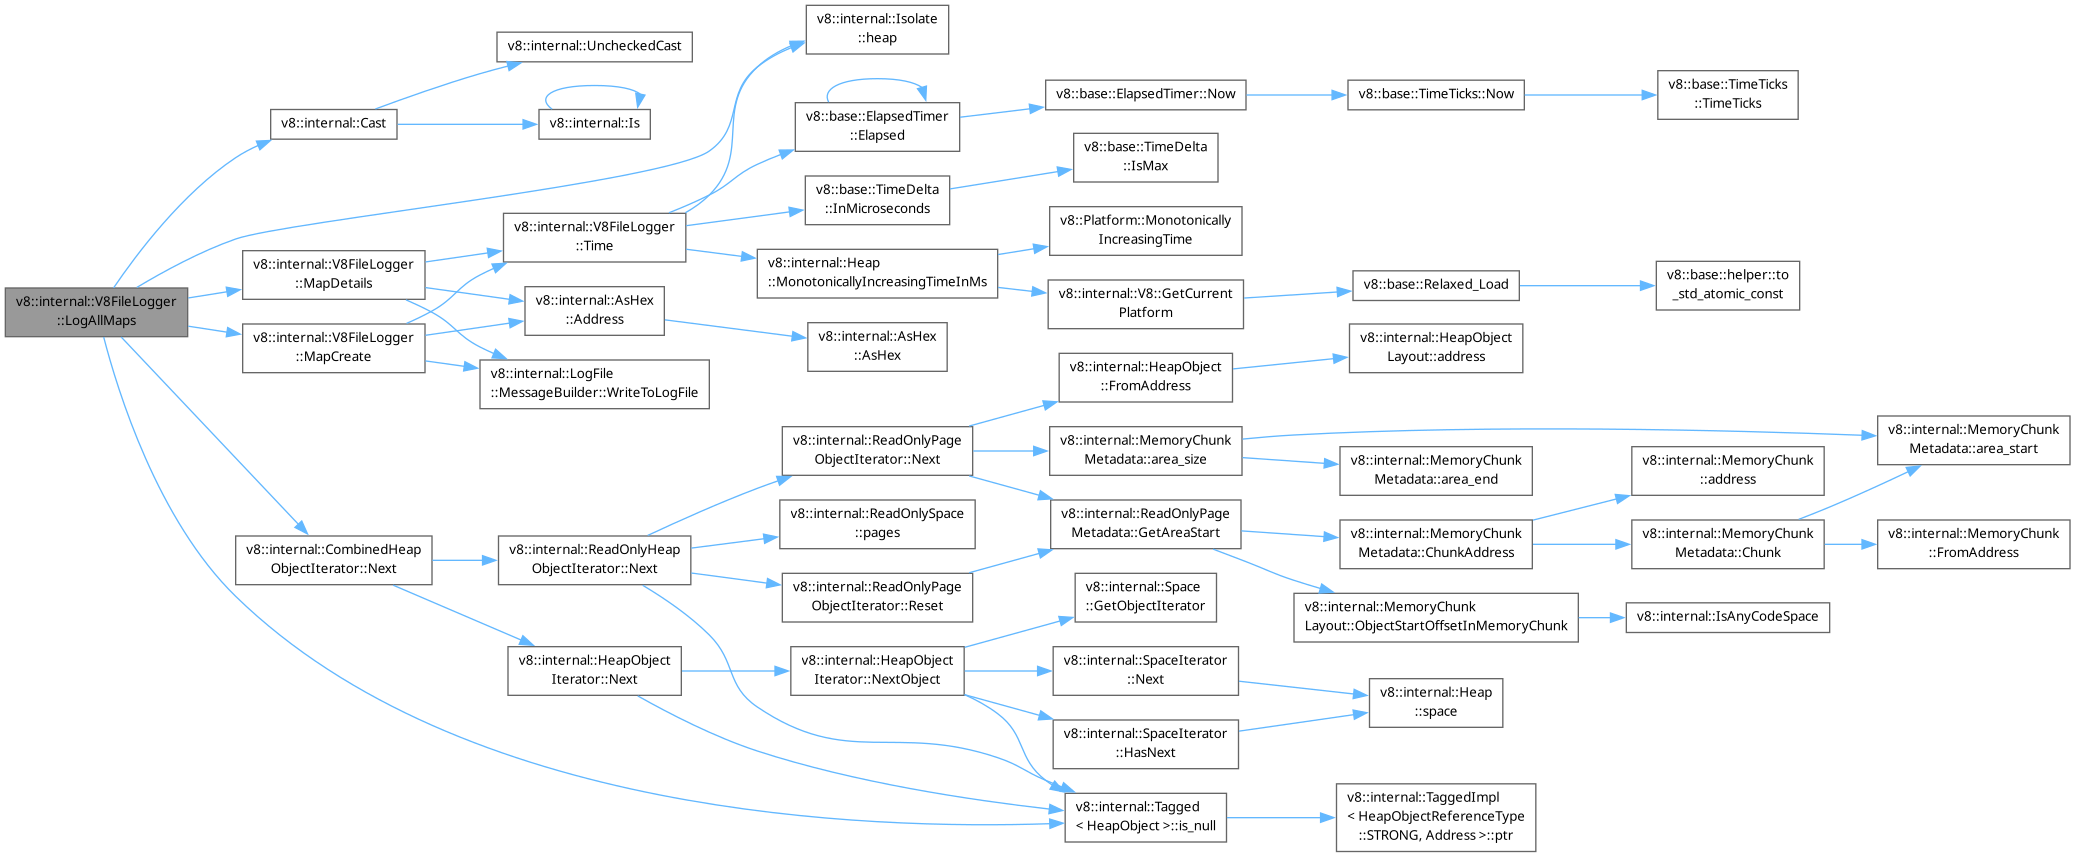 v8::internal::V8FileLogger
::LogAllMaps
v8::internal::Cast
v8::internal::UncheckedCast
v8::internal::Is
v8::internal::Isolate
::heap
v8::internal::V8FileLogger
::MapDetails
v8::internal::V8FileLogger
::Time
v8::base::ElapsedTimer
::Elapsed
v8::base::ElapsedTimer::Now
v8::base::TimeTicks::Now
v8::base::TimeTicks
::TimeTicks
v8::base::TimeDelta
::InMicroseconds
v8::base::TimeDelta
::IsMax
v8::internal::Heap
::MonotonicallyIncreasingTimeInMs
v8::Platform::Monotonically
IncreasingTime
v8::internal::V8::GetCurrent
Platform
v8::base::Relaxed_Load
v8::base::helper::to
_std_atomic_const
v8::internal::AsHex
::Address
v8::internal::AsHex
::AsHex
v8::internal::LogFile
::MessageBuilder::WriteToLogFile
v8::internal::V8FileLogger
::MapCreate
v8::internal::CombinedHeap
ObjectIterator::Next
v8::internal::ReadOnlyHeap
ObjectIterator::Next
v8::internal::ReadOnlyPage
ObjectIterator::Next
v8::internal::HeapObject
::FromAddress
v8::internal::HeapObject
Layout::address
v8::internal::MemoryChunk
Metadata::area_size
v8::internal::MemoryChunk
Metadata::area_end
v8::internal::MemoryChunk
Metadata::area_start
v8::internal::ReadOnlyPage
Metadata::GetAreaStart
v8::internal::MemoryChunk
Metadata::ChunkAddress
v8::internal::MemoryChunk
::address
v8::internal::MemoryChunk
Metadata::Chunk
v8::internal::MemoryChunk
::FromAddress
v8::internal::MemoryChunk
Layout::ObjectStartOffsetInMemoryChunk
v8::internal::IsAnyCodeSpace
v8::internal::ReadOnlySpace
::pages
v8::internal::ReadOnlyPage
ObjectIterator::Reset
v8::internal::HeapObject
Iterator::Next
v8::internal::HeapObject
Iterator::NextObject
v8::internal::Space
::GetObjectIterator
v8::internal::SpaceIterator
::Next
v8::internal::SpaceIterator
::HasNext
v8::internal::Heap
::space
v8::internal::Tagged
< HeapObject >::is_null
v8::internal::TaggedImpl
< HeapObjectReferenceType
::STRONG, Address >::ptr